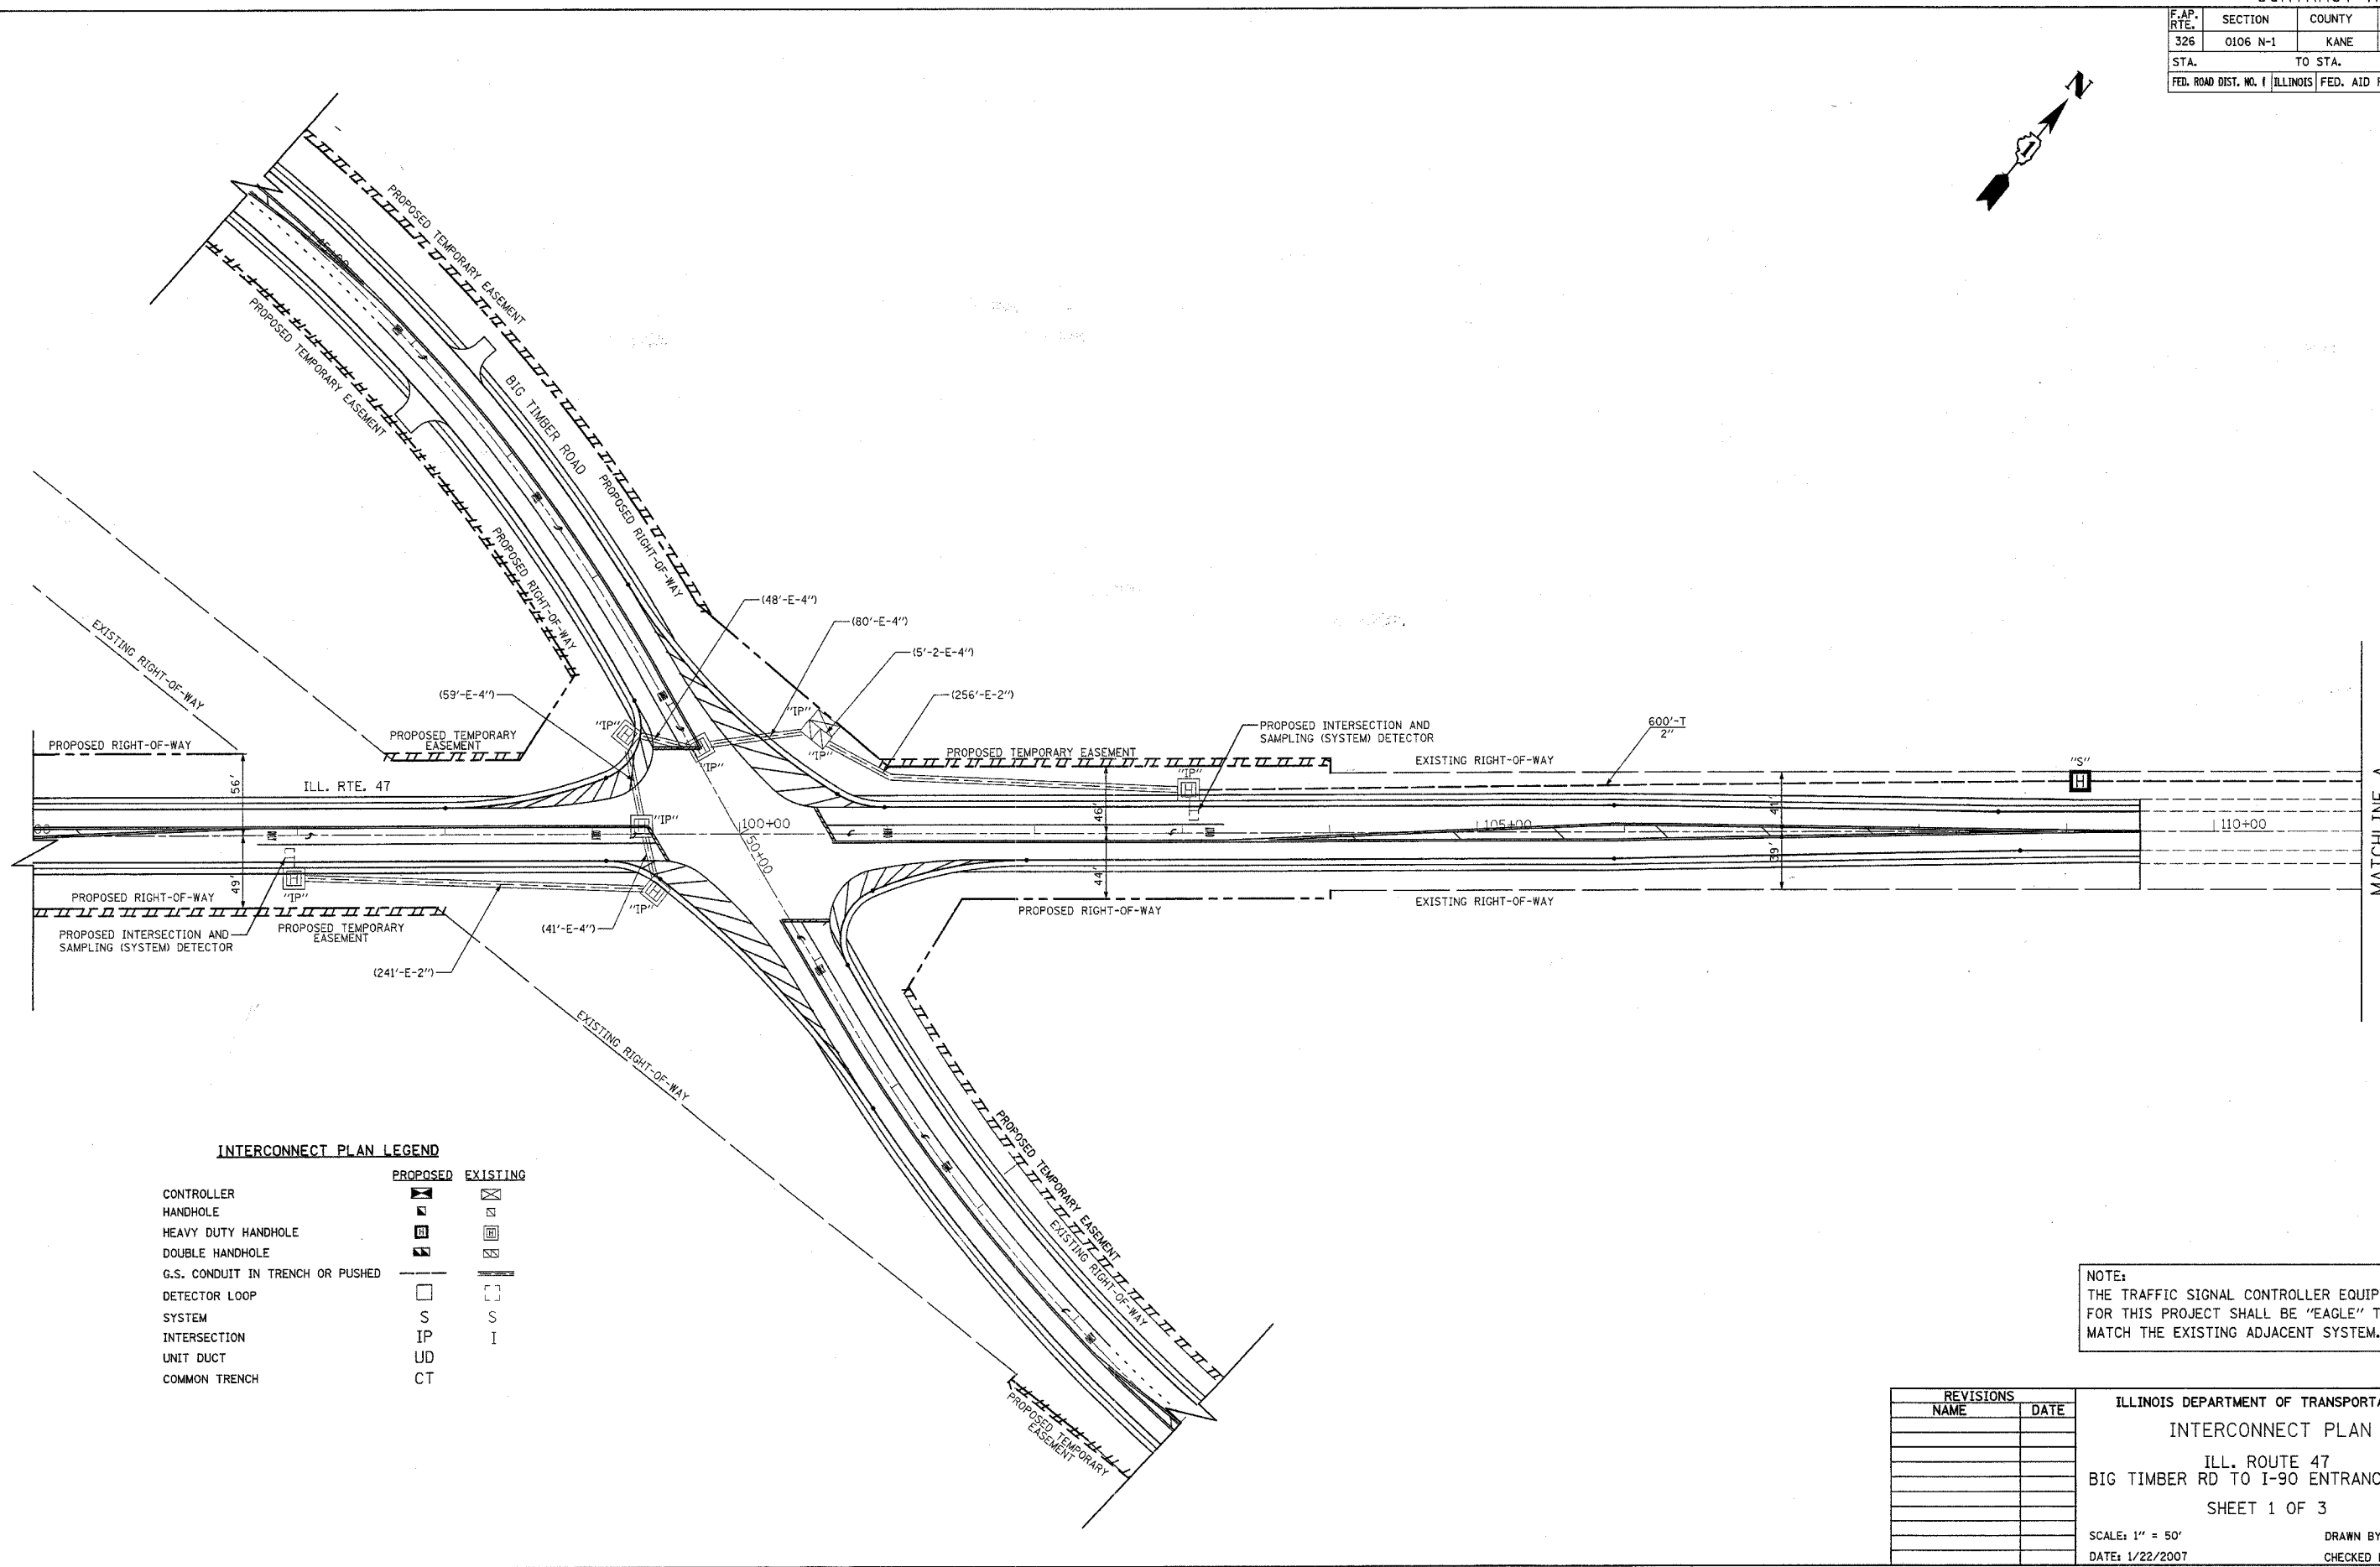 F.AP. RTE. SECTION COUNTY
326 0106 N-1 KANE
STA. TO STA.
FED. ROAD DIST. NO. 1 ILLINOIS FED. AID
N
1
PROPOSED TEMPORARY EASEMENT
PROPOSED TEMPORARY EASEMENT
45+00
BIG TIMBER ROAD
PROPOSED RIGHT-OF-WAY
PROPOSED RIGHT-OF-WAY
EXISTING RIGHT-OF-WAY
(48'-E-4")
(80'-E-4")
(5'-2-E-4")
(59'-E-4")
(256'-E-2")
"IP"
"IP"
"IP"
"IP"
PROPOSED RIGHT-OF-WAY
PROPOSED TEMPORARY
EASEMENT
PROPOSED TEMPORARY EASEMENT
PROPOSED INTERSECTION AND
SAMPLING (SYSTEM) DETECTOR
600'-T
2"
EXISTING RIGHT-OF-WAY
"IP"
H
"S"
H
56'
ILL. RTE. 47
46'
41'
00
"IP"
100+00
50+00
105+00
110+00
MATCHLINE A
49'
44'
39'
H
"IP"
H
"IP"
H
PROPOSED RIGHT-OF-WAY
PROPOSED INTERSECTION AND
SAMPLING (SYSTEM) DETECTOR
PROPOSED TEMPORARY
EASEMENT
(41'-E-4")
(241'-E-2")
PROPOSED RIGHT-OF-WAY
EXISTING RIGHT-OF-WAY
EXISTING RIGHT-OF-WAY
PROPOSED TEMPORARY EASEMENT
EXISTING RIGHT-OF-WAY
PROPOSED TEMPORARY
EASEMENT
INTERCONNECT PLAN LEGEND
PROPOSED EXISTING
CONTROLLER
HANDHOLE
HEAVY DUTY HANDHOLE H H
DOUBLE HANDHOLE
G.S. CONDUIT IN TRENCH OR PUSHED
DETECTOR LOOP
SYSTEM S S
INTERSECTION IP I
UNIT DUCT UD
COMMON TRENCH CT
NOTE:
THE TRAFFIC SIGNAL CONTROLLER EQUIP
FOR THIS PROJECT SHALL BE "EAGLE" T
MATCH THE EXISTING ADJACENT SYSTEM.
REVISIONS
NAME DATE
ILLINOIS DEPARTMENT OF TRANSPORTA
INTERCONNECT PLAN
ILL. ROUTE 47
BIG TIMBER RD TO I-90 ENTRANC
SHEET 1 OF 3
SCALE: 1" = 50' DRAWN BY
DATE: 1/22/2007 CHECKED